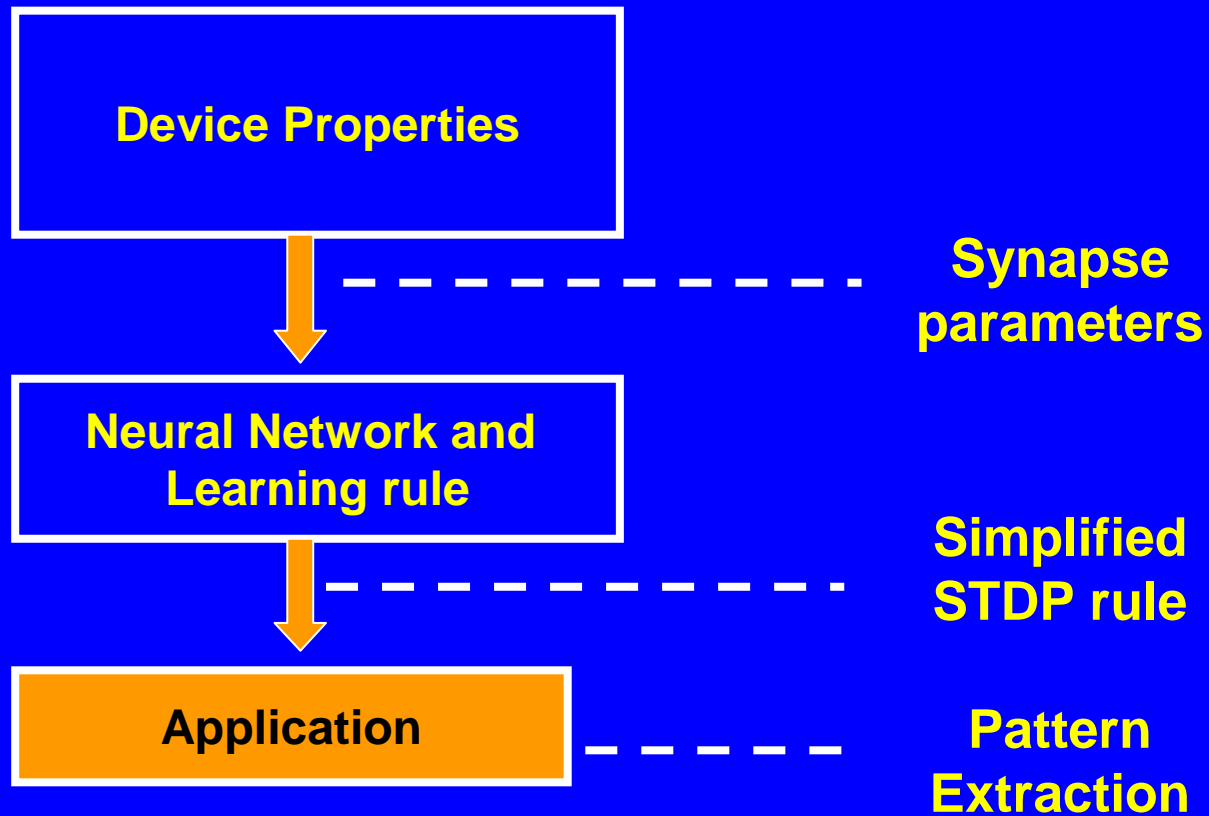 Device Properties
Synapse
parameters
Neural Network and
Learning rule
Simplified
STDP rule
Application
Pattern
Extraction